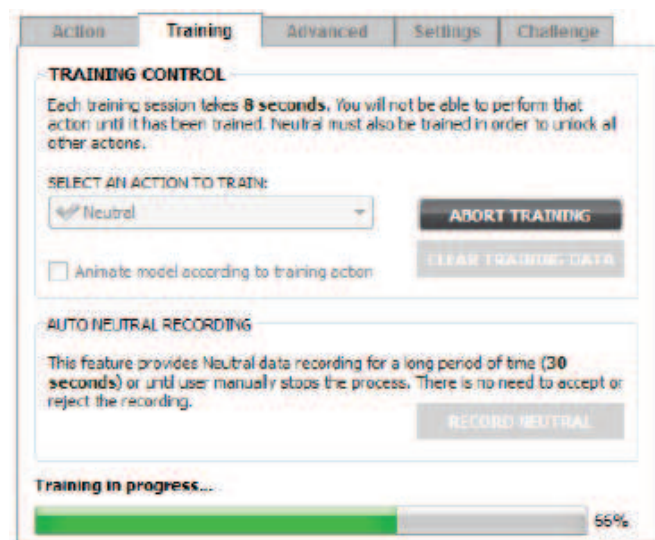 Action Training Advanced Settings Challenge
TRAINING CONTROL
Each training session takes 8 seconds. You will not be able to perform that
action until it has been trained. Neutral must also be trained in order to unlock all
other actions.
SELECT AN ACTION TO TRAIN:
Neutral
ABORT TRAINING
CLEAR TRAINING DATA
Animate model according to training action
AUTO NEUTRAL RECORDING
This feature provides Neutral data recording for a long period of time (30
seconds) or until user manually stops the process. There is no need to accept or
reject the recording.
RECORD NEUTRAL
Training in progress...
66%